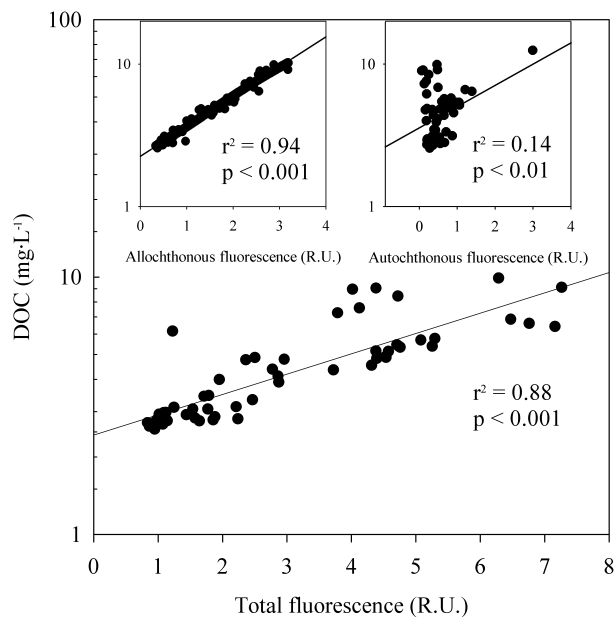 100
10
1
DOC (mg·L⁻¹)
0 1 2 3 4 5 6 7 8
Total fluorescence (R.U.)
r² = 0.88
p < 0.001
10
1
r² = 0.94
p < 0.001
0 1 2 3 4
Allochthonous fluorescence (R.U.)
10
1
r² = 0.14
p < 0.01
0 1 2 3 4
Autochthonous fluorescence (R.U.)